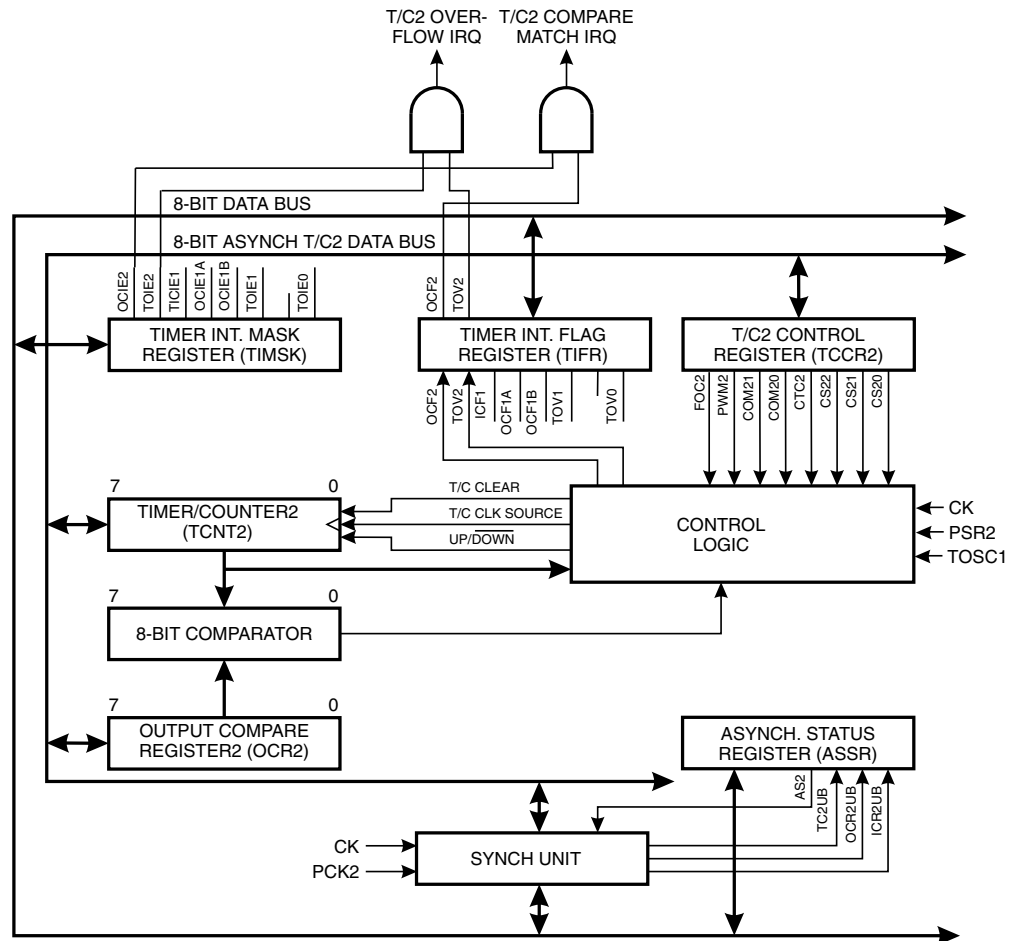 T/C2 OVER-
FLOW IRQ
T/C2 COMPARE
MATCH IRQ
8-BIT DATA BUS
8-BIT ASYNCH T/C2 DATA BUS
OCIE2
TOIE2
TICIE1
OCIE1A
OCIE1B
TOIE1
TOIE0
OCF2
TOV2
TIMER INT. MASK
REGISTER (TIMSK)
TIMER INT. FLAG
REGISTER (TIFR)
T/C2 CONTROL
REGISTER (TCCR2)
OCF2
TOV2
ICF1
OCF1A
OCF1B
TOV1
TOV0
FOC2
PWM2
COM21
COM20
CTC2
CS22
CS21
CS20
7 0
TIMER/COUNTER2
(TCNT2)
T/C CLEAR
T/C CLK SOURCE
UP/DOWN
CONTROL
LOGIC
CK
PSR2
TOSC1
7 0
8-BIT COMPARATOR
7 0
OUTPUT COMPARE
REGISTER2 (OCR2)
ASYNCH. STATUS
REGISTER (ASSR)
AS2
TC2UB
OCR2UB
ICR2UB
CK
PCK2
SYNCH UNIT